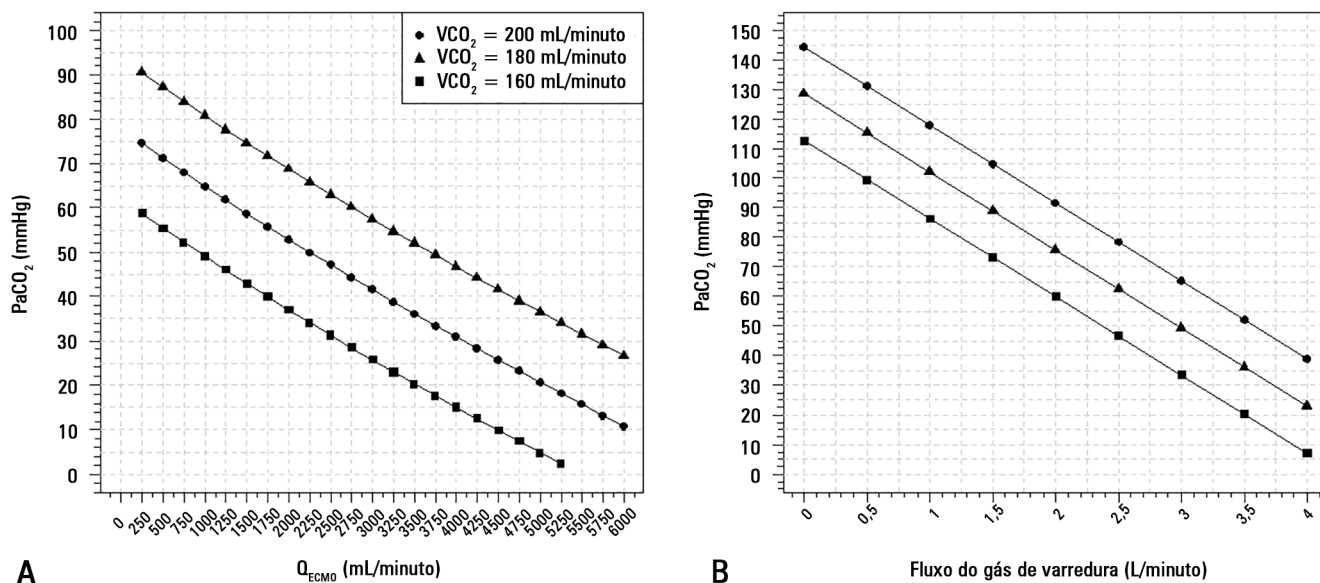 100
90
80
70
60
50
40
30
20
10
0
PaCO2 (mmHg)
VCO2 = 200 mL/minuto
VCO2 = 180 mL/minuto
VCO2 = 160 mL/minuto
0 250 500 750 1000 1250 1500 1750 2000 2250 2500 2750 3000 3250 3500 3750 4000 4250 4500 4750 5000 5250 5500 5750 6000
A
QECMO (mL/minuto)
150
140
130
120
110
100
90
80
70
60
50
40
30
20
10
0
PaCO2 (mmHg)
0 0,5 1 1,5 2 2,5 3 3,5 4
B
Fluxo do gás de varredura (L/minuto)